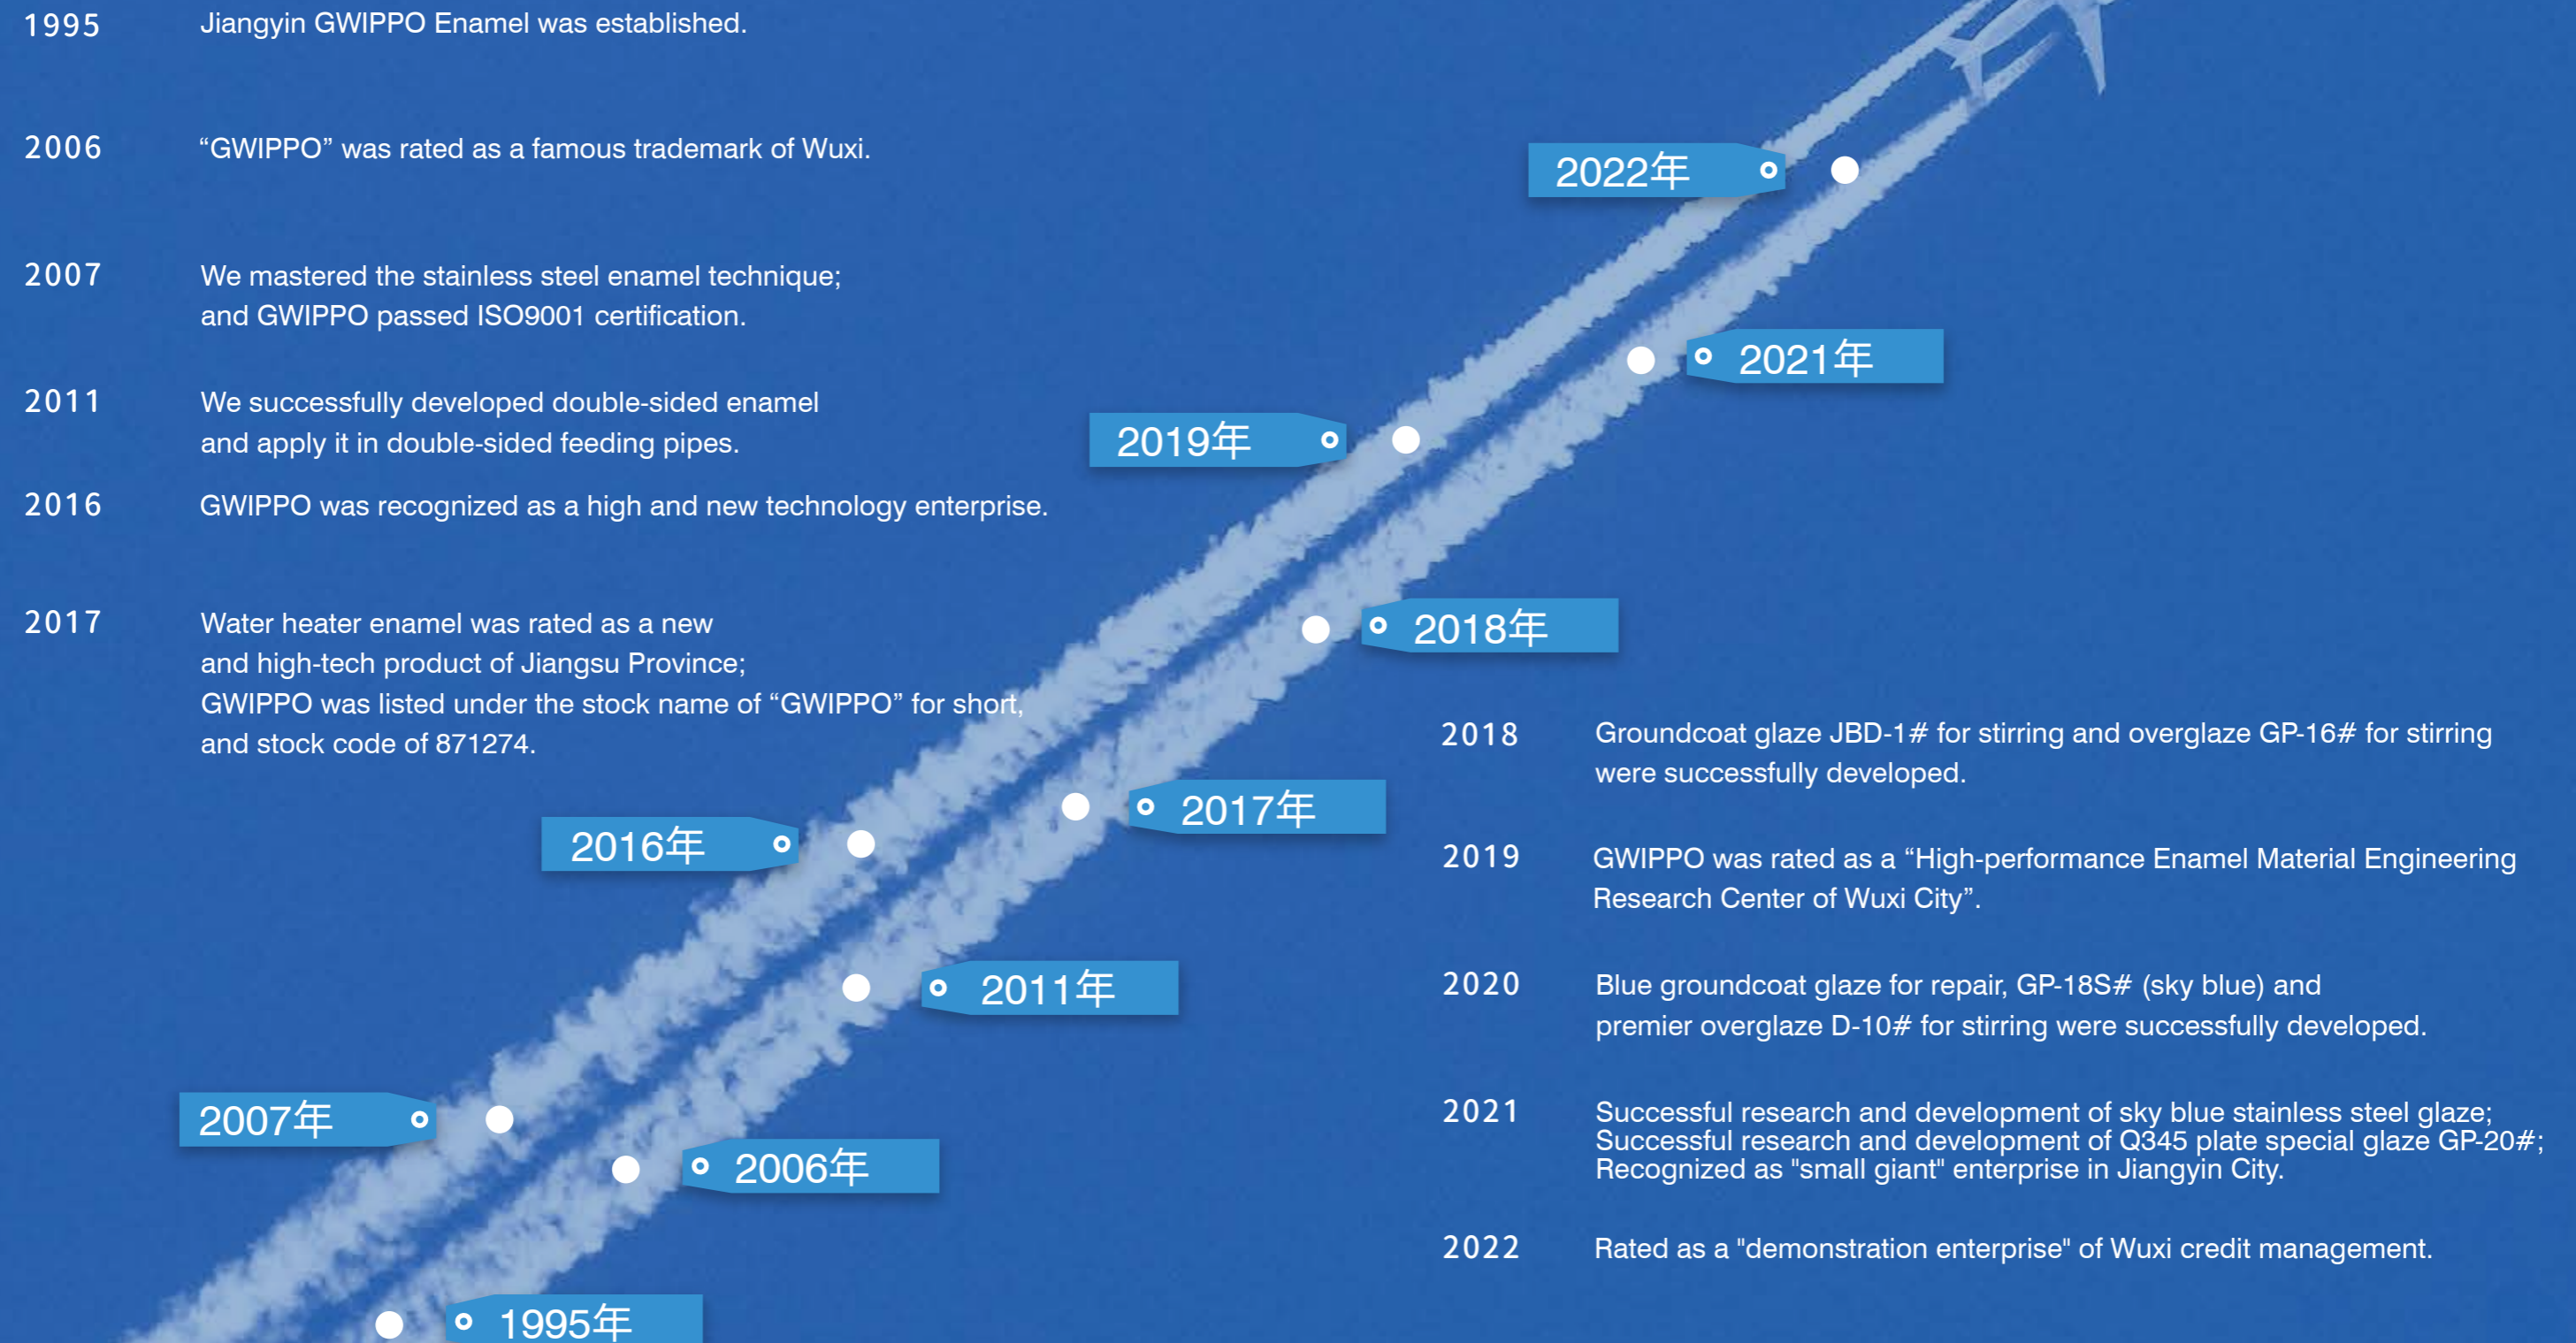 1995 Jiangyin GWIPPO Enamel was established.
2006 “GWIPPO” was rated as a famous trademark of Wuxi.
2007 We mastered the stainless steel enamel technique;
and GWIPPO passed ISO9001 certification.
2011 We successfully developed double-sided enamel
and apply it in double-sided feeding pipes.
2016 GWIPPO was recognized as a high and new technology enterprise.
2017 Water heater enamel was rated as a new
and high-tech product of Jiangsu Province;
GWIPPO was listed under the stock name of “GWIPPO” for short,
and stock code of 871274.
2022年
2021年
2019年
2018年
2017年
2016年
2011年
2007年
2006年
1995年
2018 Groundcoat glaze JBD-1# for stirring and overglaze GP-16# for stirring
were successfully developed.
2019 GWIPPO was rated as a “High-performance Enamel Material Engineering
Research Center of Wuxi City”.
2020 Blue groundcoat glaze for repair, GP-18S# (sky blue) and
premier overglaze D-10# for stirring were successfully developed.
2021 Successful research and development of sky blue stainless steel glaze;
Successful research and development of Q345 plate special glaze GP-20#;
Recognized as "small giant" enterprise in Jiangyin City.
2022 Rated as a "demonstration enterprise" of Wuxi credit management.